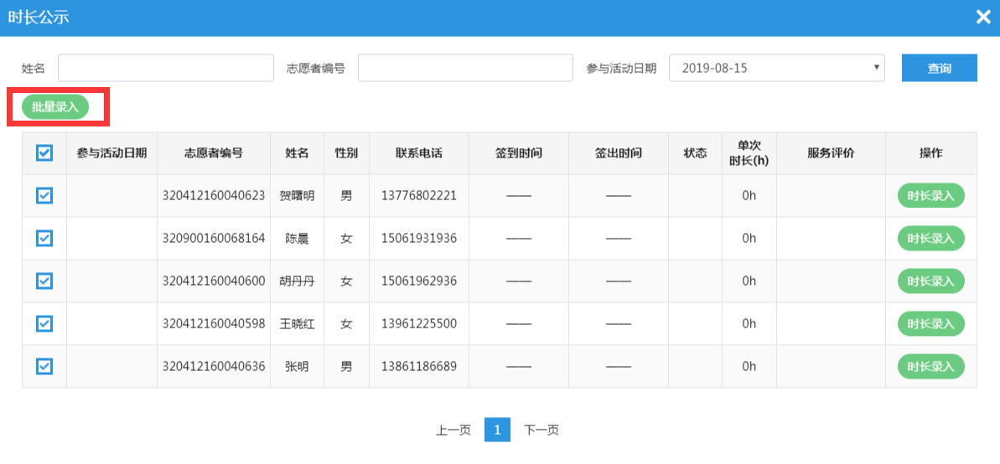 时长公示
姓名 志愿者编号 参与活动日期 2019-08-15 查询
批量录入
参与活动日期 志愿者编号 姓名 性别 联系电话 签到时间 签出时间 状态 单次 服务评价 操作
时长(h)
320412160040623 贺曙明 男 13776802221 —— —— 0h 时长录入
320900160068164 陈晨 女 15061931936 —— —— 0h 时长录入
320412160040600 胡丹丹 女 15061962936 —— —— 0h 时长录入
320412160040598 王晓红 女 13961225500 —— —— 0h 时长录入
320412160040636 张明 男 13861186689 —— —— 0h 时长录入
上一页 1 下一页